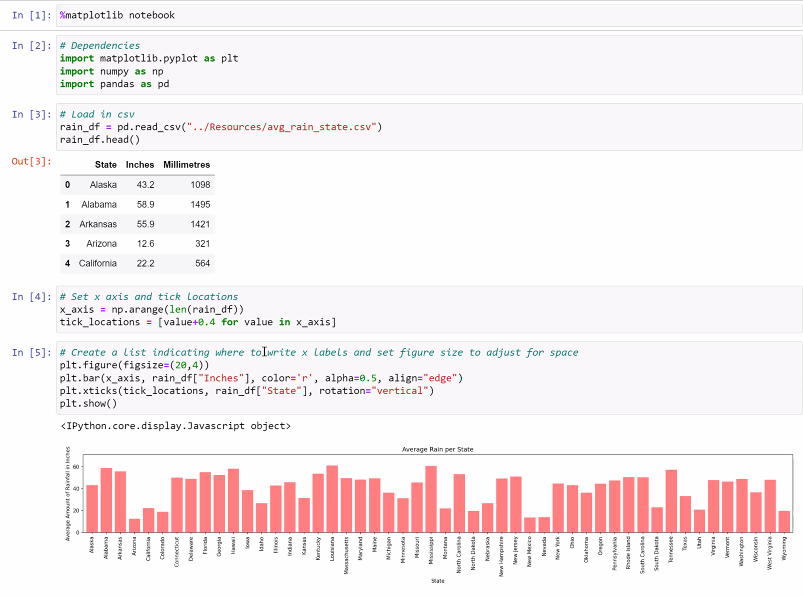 In [1]: %matplotlib notebook
In [2]: # Dependencies
import matplotlib.pyplot as plt
import numpy as np
import pandas as pd
In [3]: # Load in csv
rain_df = pd.read_csv("../Resources/avg_rain_state.csv")
rain_df.head()
Out[3]:
State Inches Millimetres
0 Alaska 43.2 1098
1 Alabama 58.9 1495
2 Arkansas 55.9 1421
3 Arizona 12.6 321
4 California 22.2 564
In [4]: # Set x axis and tick locations
x_axis = np.arange(len(rain_df))
tick_locations = [value+0.4 for value in x_axis]
In [5]: # Create a list indicating where to write x labels and set figure size to adjust for space
plt.figure(figsize=(20,4))
plt.bar(x_axis, rain_df["Inches"], color='r', alpha=0.5, align="edge")
plt.xticks(tick_locations, rain_df["State"], rotation="vertical")
plt.show()
<IPython.core.display.Javascript object>
Average Rain per State
Average Amount of Rainfall in Inches
60
40
20
0
Alaska
Alabama
Arkansas
Arizona
California
Colorado
Connecticut
Delaware
Florida
Georgia
Hawaii
Iowa
Idaho
Illinois
Indiana
Kansas
Kentucky
Louisiana
Massachusetts
Maryland
Maine
Michigan
Minnesota
Missouri
Mississippi
Montana
North Carolina
North Dakota
Nebraska
New Hampshire
New Jersey
New Mexico
Nevada
New York
Ohio
Oklahoma
Oregon
Pennsylvania
Rhode Island
South Carolina
South Dakota
Tennessee
Texas
Utah
Virginia
Vermont
Washington
Wisconsin
West Virginia
Wyoming
State